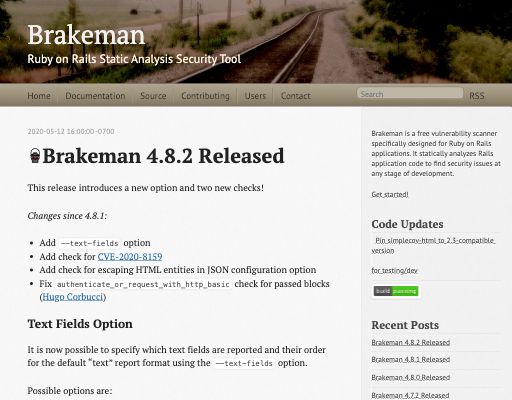 Brakeman
Ruby on Rails Static Analysis Security Tool
Home Documentation Source Contributing Users Contact Search RSS
2020-05-12 16:00:00 -0700
Brakeman 4.8.2 Released
This release introduces a new option and two new checks!
Changes since 4.8.1:
• Add --text-fields option
• Add check for CVE-2020-8159
• Add check for escaping HTML entities in JSON configuration option
• Fix authenticate_or_request_with_http_basic check for passed blocks
(Hugo Corbucci)
Text Fields Option
It is now possible to specify which text fields are reported and their order
for the default “text” report format using the --text-fields option.
Possible options are:
Brakeman is a free vulnerability scanner
specifically designed for Ruby on Rails
applications. It statically analyzes Rails
application code to find security issues at
any stage of development.
Get started!
Code Updates
Pin simplecov-html to 2.3-compatible
version
for testing/dev
build passing
Recent Posts
Brakeman 4.8.2 Released
Brakeman 4.8.1 Released
Brakeman 4.8.0 Released
Brakeman 4.7.2 Released